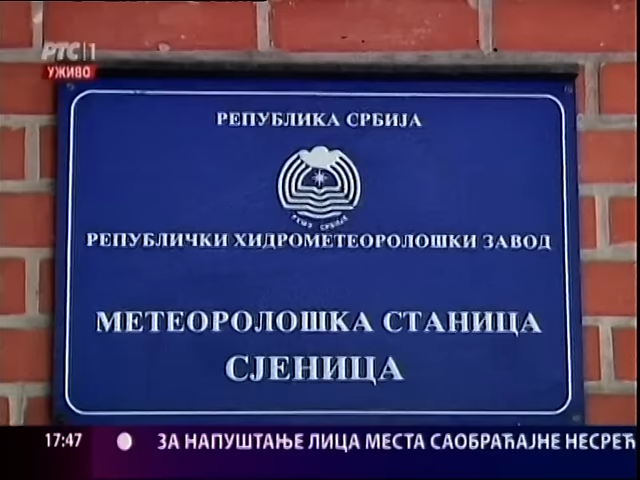 РТС|1
УЖИВО
РЕПУБЛИКА СРБИЈА
РЕПУБЛИЧКИ ХИДРОМЕТЕОРОЛОШКИ ЗАВОД
МЕТЕОРОЛОШКА СТАНИЦА
СЈЕНИЦА
17:47 ЗА НАПУШТАЊЕ ЛИЦА МЕСТА САОБРАЋАЈНЕ НЕСРЕЋ